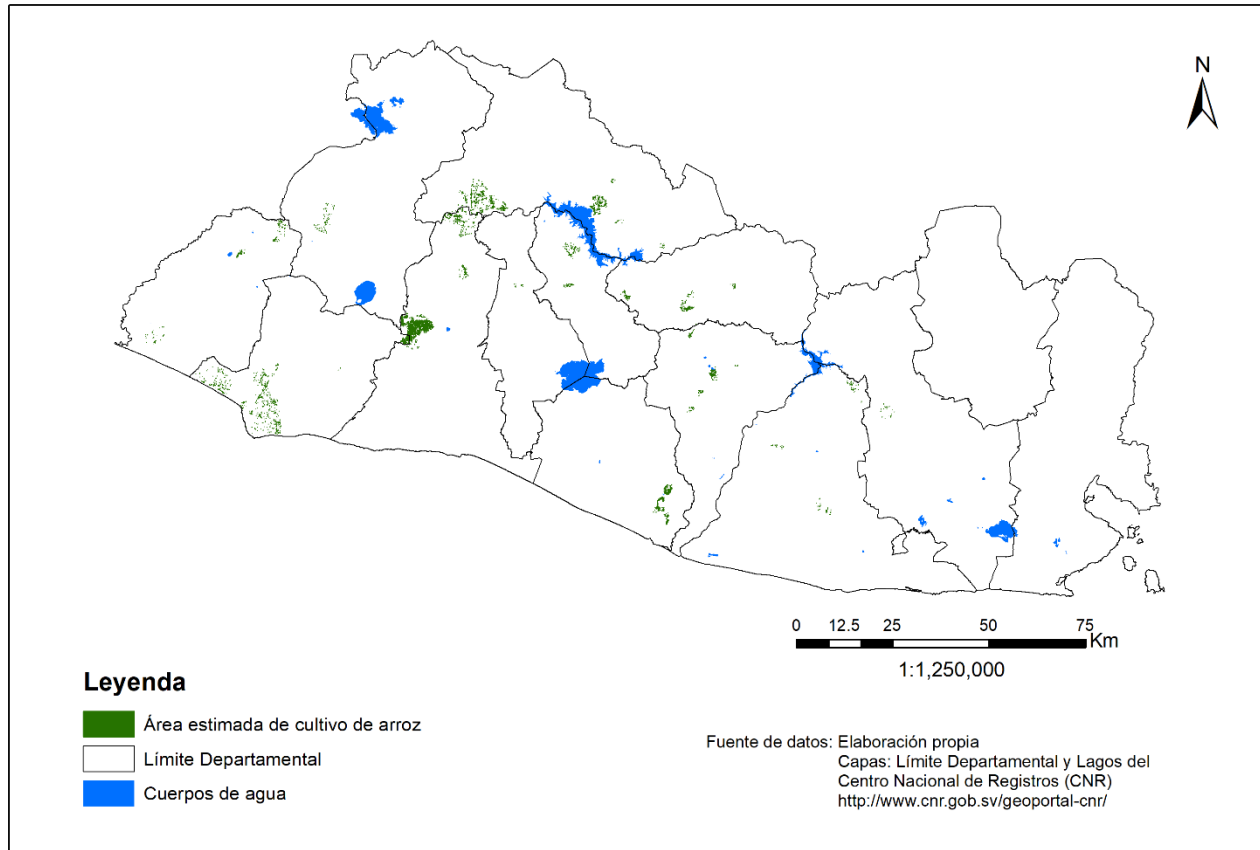 N
0 12.5 25 50 75
Km
1:1,250,000
Leyenda
Área estimada de cultivo de arroz
Límite Departamental
Cuerpos de agua
Fuente de datos: Elaboración propia
Capas: Límite Departamental y Lagos del
Centro Nacional de Registros (CNR)
http://www.cnr.gob.sv/geoportal-cnr/